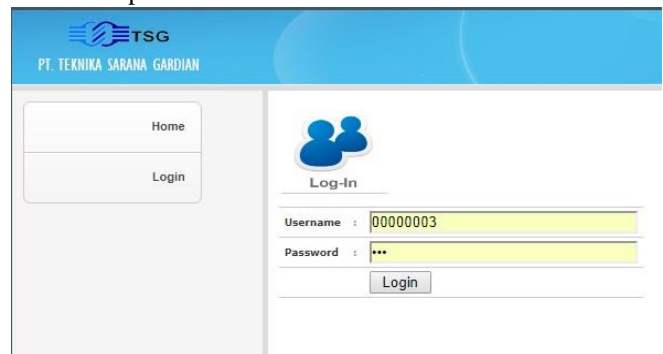 TSG
PT. TEKNIKA SARANA GARDIAN
Home
Login
Log-In
Username : 00000003
Password : •••
Login